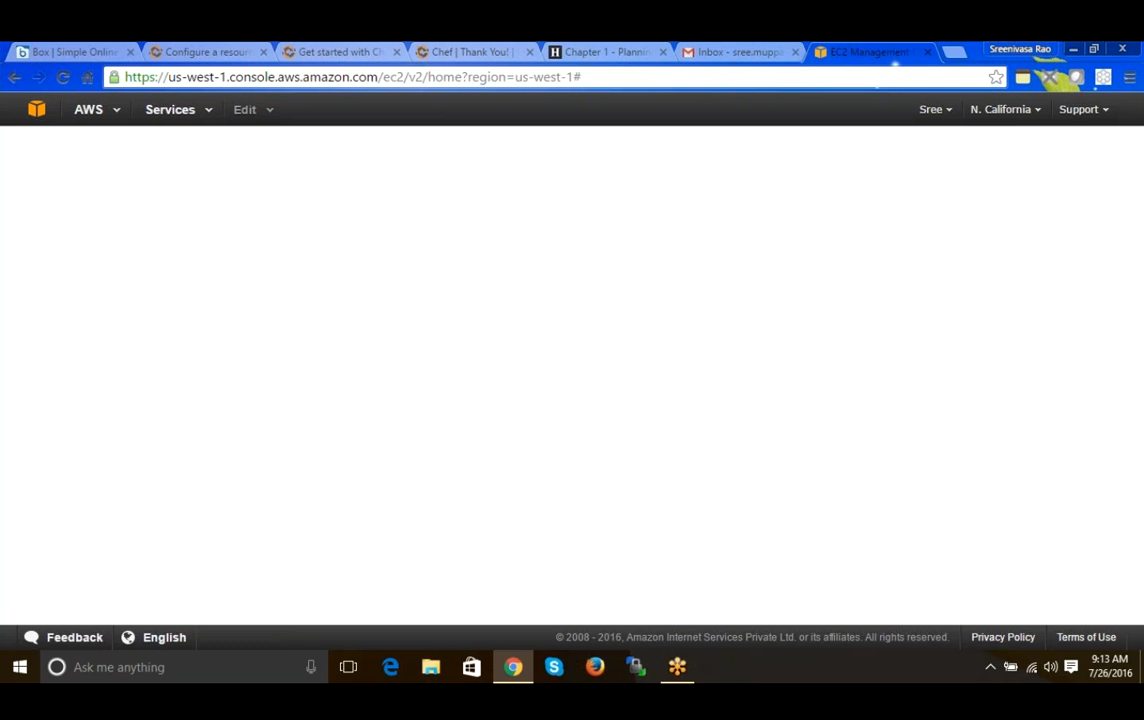 Box | Simple Online
Configure a resour
Get started with Ch
Chef | Thank You! |
Chapter 1 - Plannin
Inbox - sree.muppa
EC2 Management
Sreenivasa Rao
https://us-west-1.console.aws.amazon.com/ec2/v2/home?region=us-west-1#
AWS
Services
Edit
Sree
N. California
Support
Feedback
English
© 2008 - 2016, Amazon Internet Services Private Ltd. or its affiliates. All rights reserved.
Privacy Policy
Terms of Use
Ask me anything
9:13 AM
7/26/2016